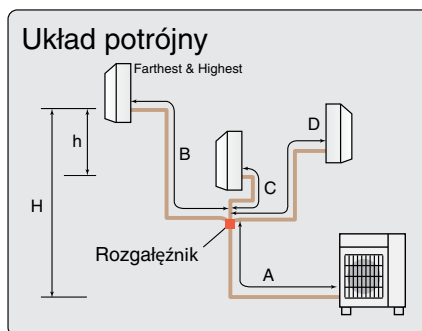 Układ potrójny
Farthest & Highest
h
B
D
C
H
Rozgałęźnik
A